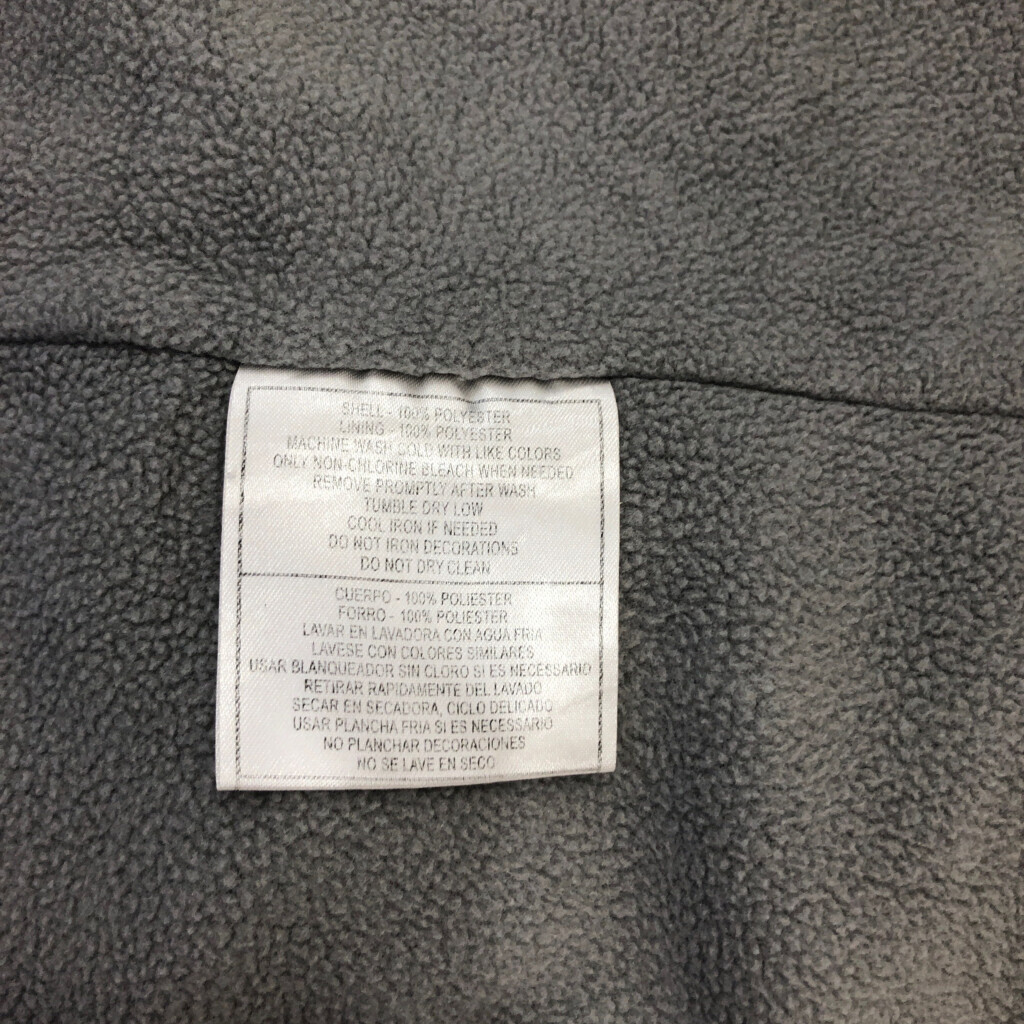 SHELL - 100% POLYESTER
LINING - 100% POLYESTER
MACHINE WASH COLD WITH LIKE COLORS
ONLY NON-CHLORINE BLEACH WHEN NEEDED
REMOVE PROMPTLY AFTER WASH
TUMBLE DRY LOW
COOL IRON IF NEEDED
DO NOT IRON DECORATIONS
DO NOT DRY CLEAN
CUERPO - 100% POLIESTER
FORRO - 100% POLIESTER
LAVAR EN LAVADORA CON AGUA FRIA
LAVESE CON COLORES SIMILARES
USAR BLANQUEADOR SIN CLORO SI ES NECESSARIO
RETIRAR RAPIDAMENTE DEL LAVADO
SECAR EN SECADORA, CICLO DELICADO
USAR PLANCHA FRIA SI ES NECESSARIO
NO PLANCHAR DECORACIONES
NO SE LAVE EN SECO